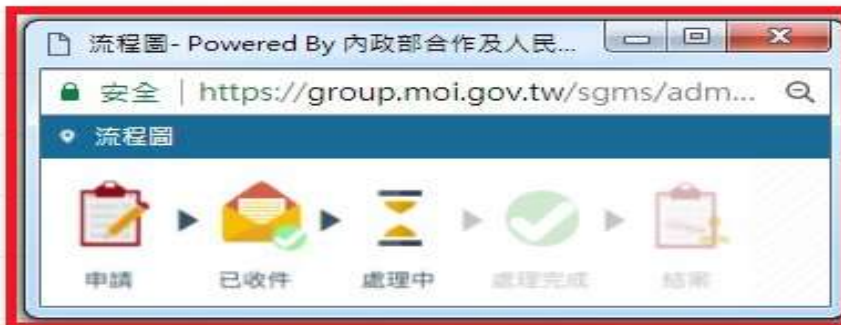 流程圖- Powered By 內政部合作及人民...
安全 | https://group.moi.gov.tw/sgms/adm...
流程圖
申請 已收件 處理中 處理完成 結案